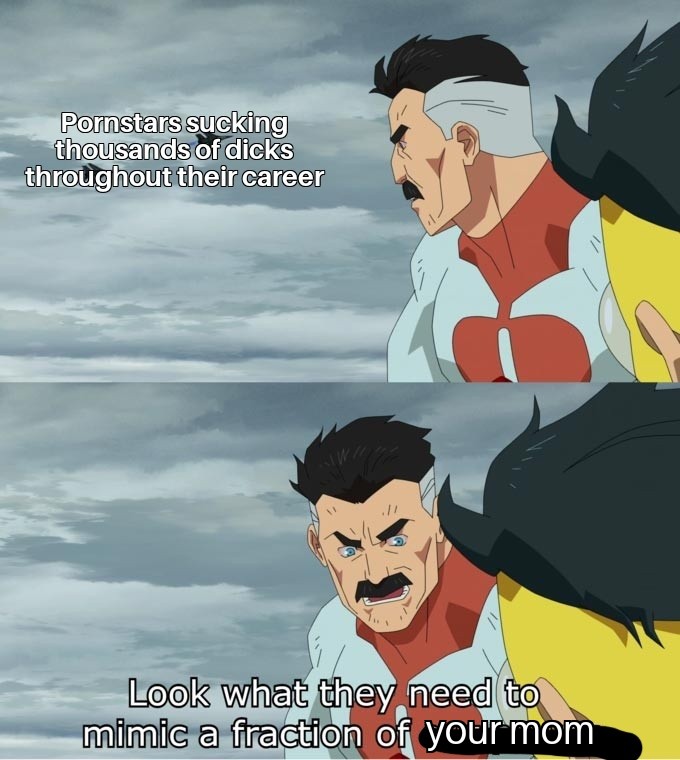 Pornstars sucking
thousands of dicks
throughout their career
Look what they need to
mimic a fraction of your mom